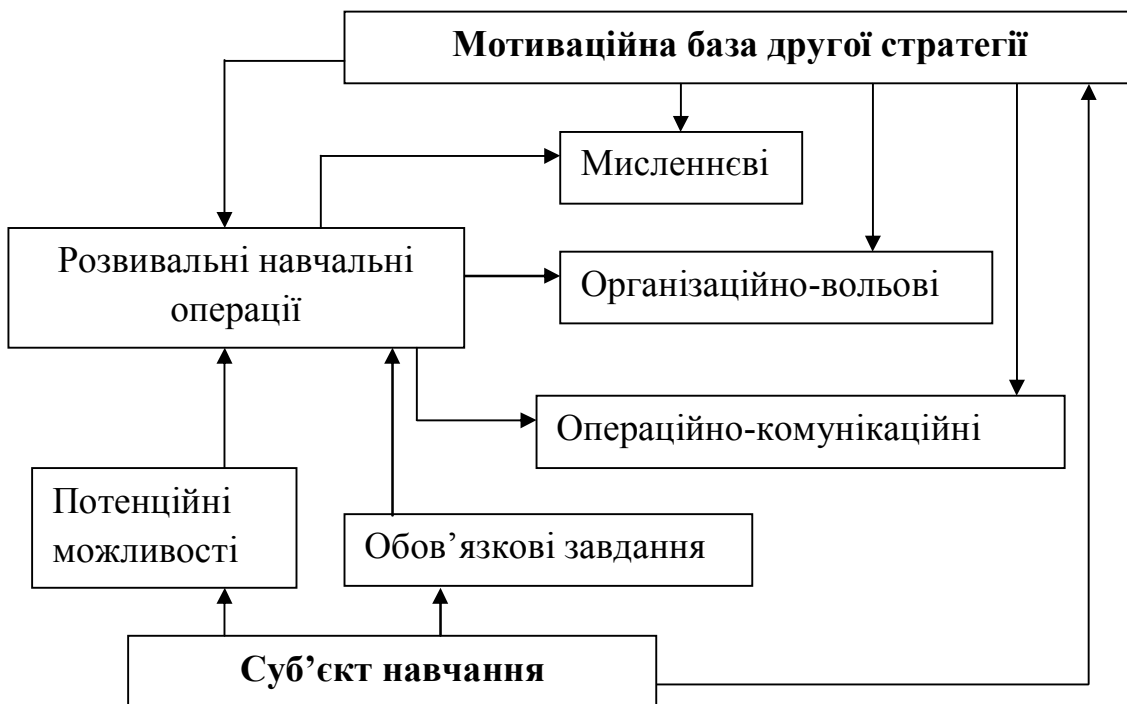 Мотиваційна база другої стратегії
Мисленнєві
Розвивальні навчальні
операції
Організаційно-вольові
Операційно-комунікаційні
Потенційні
можливості
Обов’язкові завдання
Суб’єкт навчання